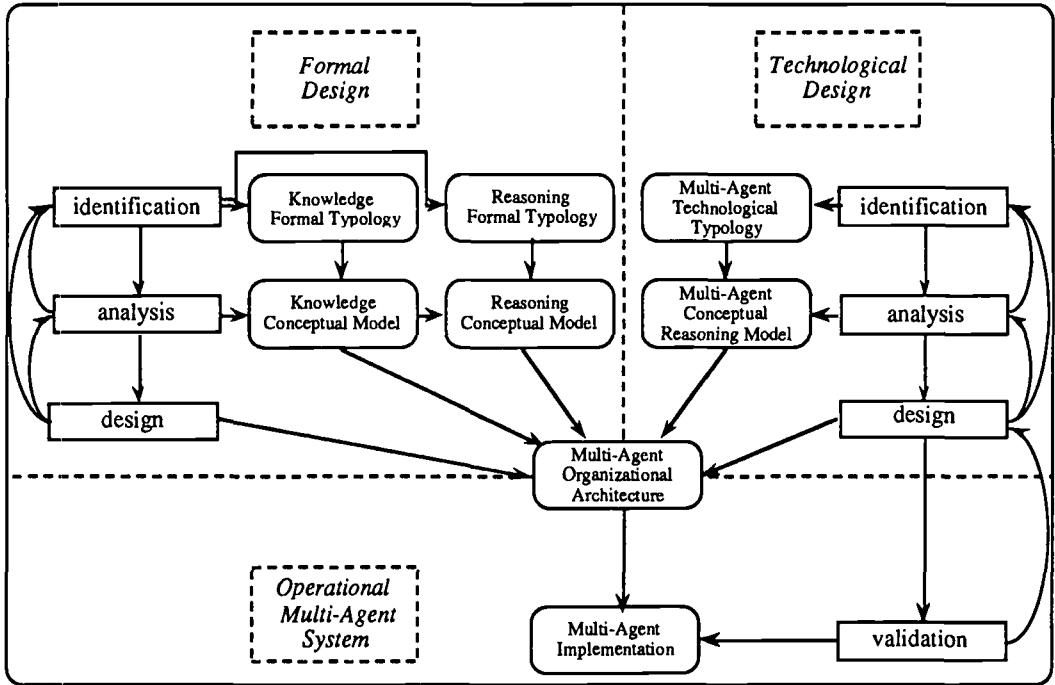 Formal
Design
Technological
Design
identification
Knowledge
Formal Typology
Reasoning
Formal Typology
Multi-Agent
Technological
Typology
identification
analysis
Knowledge
Conceptual Model
Reasoning
Conceptual Model
Multi-Agent
Conceptual
Reasoning Model
analysis
design
Multi-Agent
Organizational
Architecture
design
Operational
Multi-Agent
System
Multi-Agent
Implementation
validation